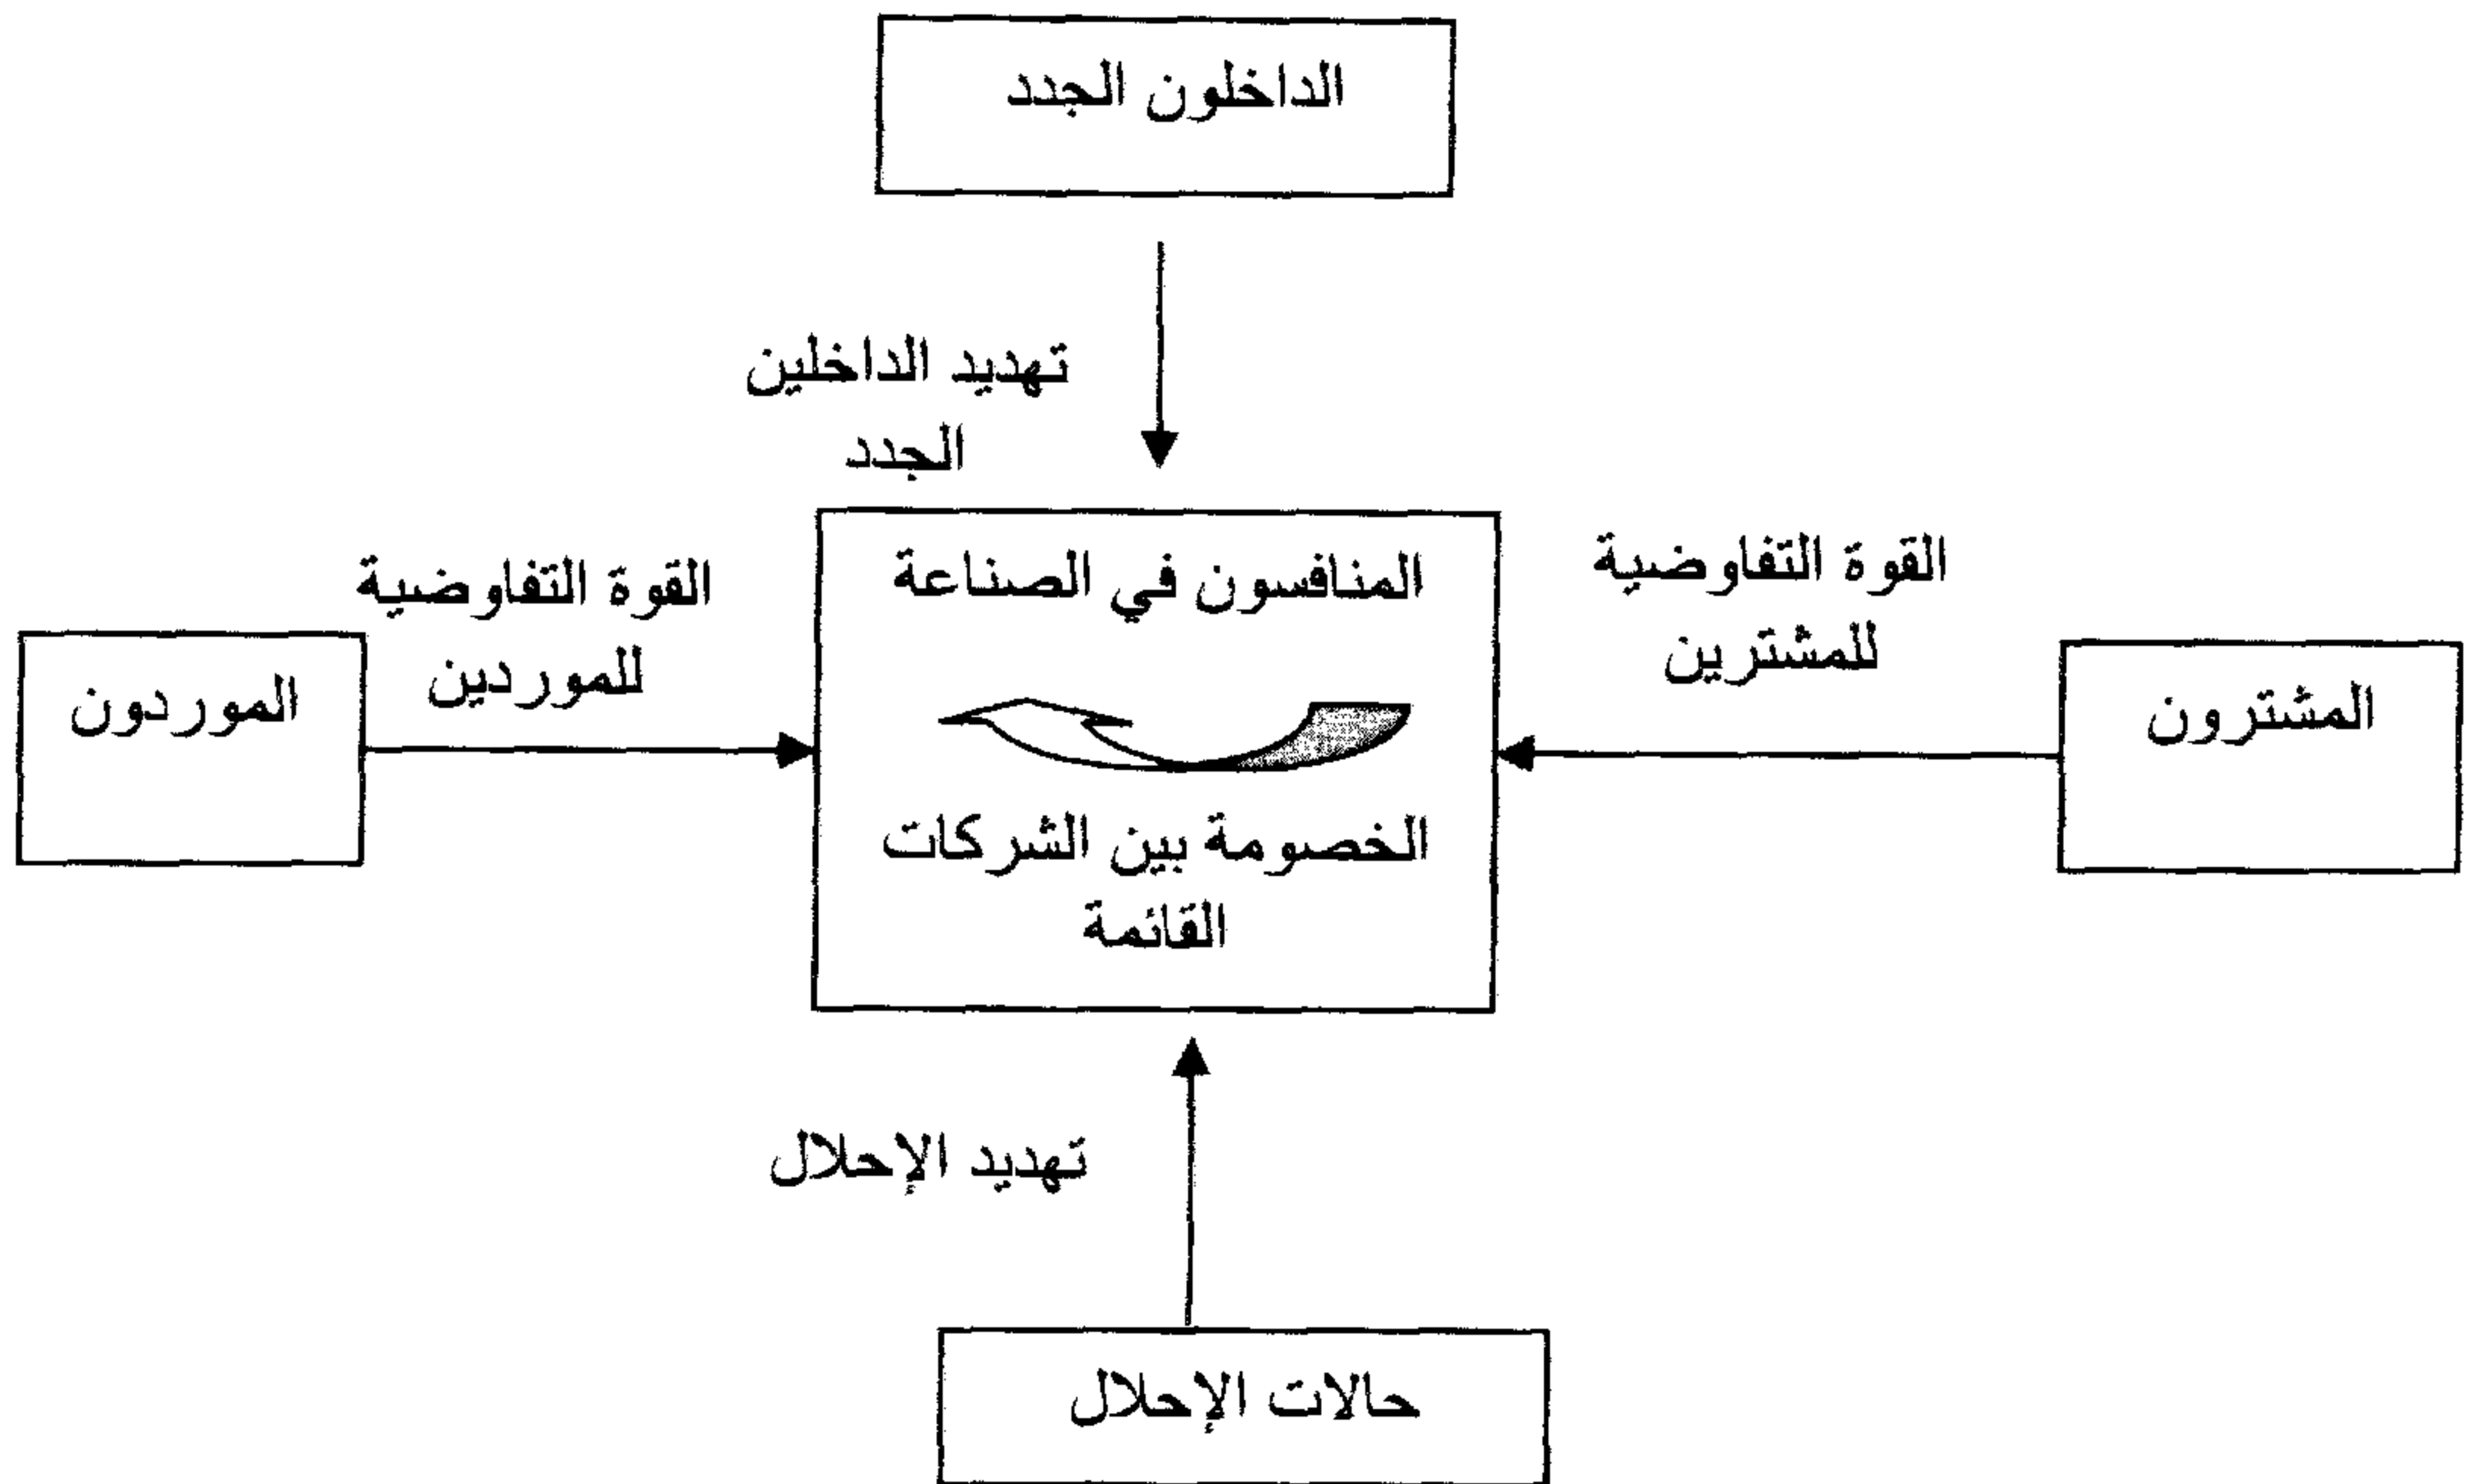 الداخلون الجدد
تهديد الداخلين
الجدد
القوة التفاوضية
للمشترين
المشترون
المنافسون في الصناعة
الخصومة بين الشركات
القائمة
القوة التفاوضية
للموردين
الموردون
تهديد الإحلال
حالات الإحلال